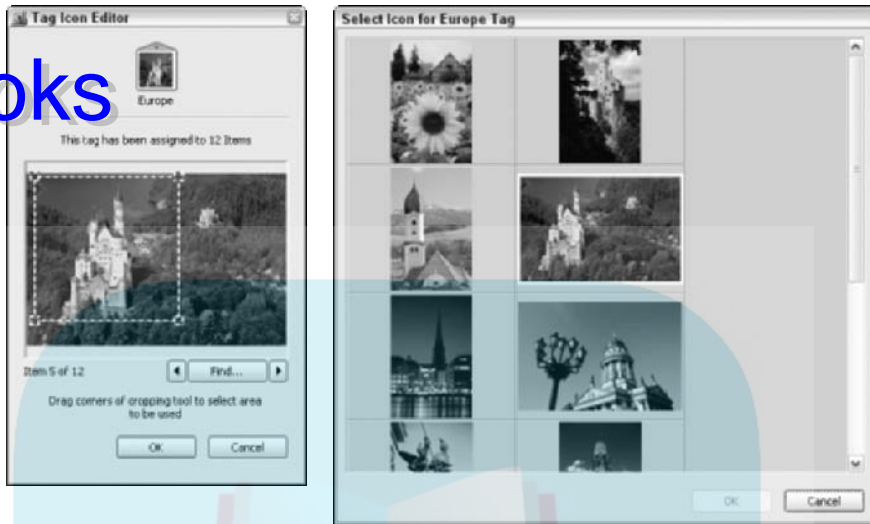 Tag Icon Editor
Europe
This tag has been assigned to 12 Items
Item 5 of 12
Find...
Drag corners of cropping tool to select area
to be used
OK Cancel
Select Icon for Europe Tag
OK Cancel
oks